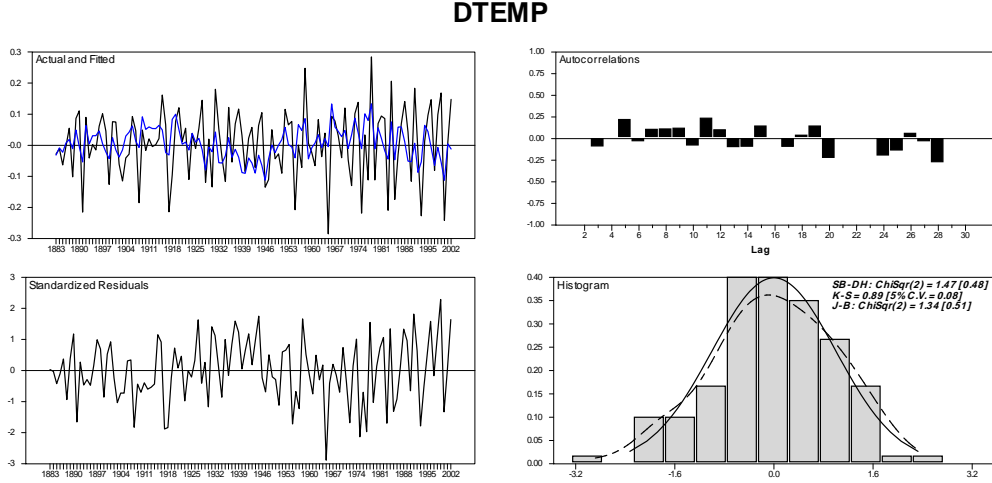 DTEMP
Actual and Fitted
0.3
0.2
0.1
-0.0
-0.1
-0.2
-0.3
1883 1890 1897 1904 1911 1918 1925 1932 1939 1946 1953 1960 1967 1974 1981 1988 1995 2002
Autocorrelations
1.00
0.75
0.50
0.25
0.00
-0.25
-0.50
-0.75
-1.00
2 4 6 8 10 12 14 16 18 20 22 24 26 28 30
Lag
Standardized Residuals
3
2
1
0
-1
-2
-3
1883 1890 1897 1904 1911 1918 1925 1932 1939 1946 1953 1960 1967 1974 1981 1988 1995 2002
Histogram
SB-DH: ChiSqr(2) = 1.47 [0.48]
K-S = 0.89 [5% C.V. = 0.08]
J-B: ChiSqr(2) = 1.34 [0.51]
0.40
0.35
0.30
0.25
0.20
0.15
0.10
0.05
0.00
-3.2 -1.6 0.0 1.6 3.2